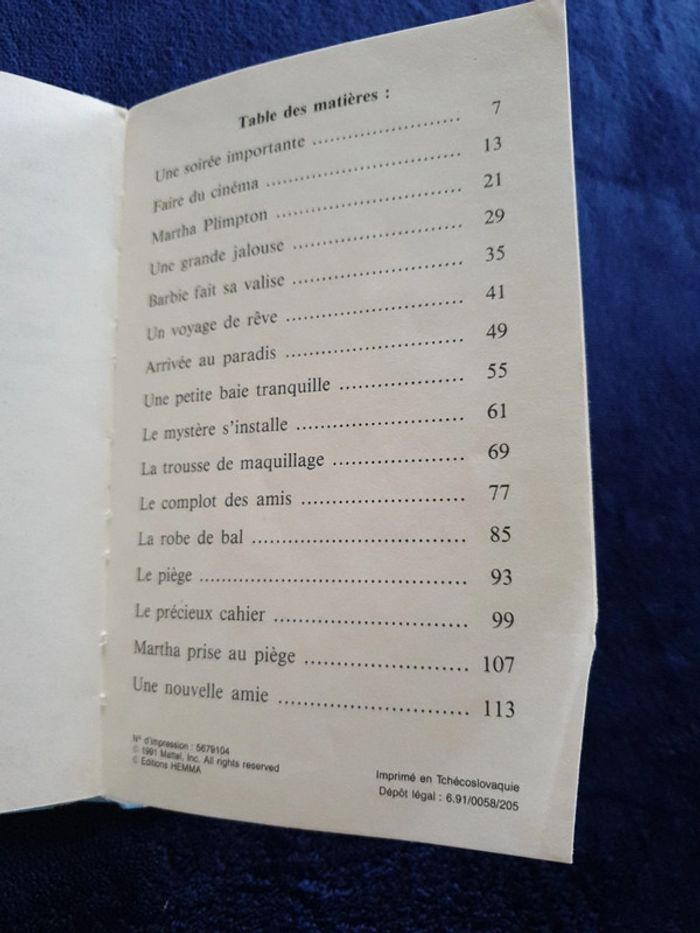 Table des matières :
Une soirée importante ........................ 7
Faire du cinéma ................................ 13
Martha Plimpton ............................... 21
Une grande jalouse ............................ 29
Barbie fait sa valise ............................ 35
Un voyage de rêve ............................ 41
Arrivée au paradis ............................. 49
Une petite baie tranquille .................... 55
Le mystère s'installe ........................... 61
La trousse de maquillage ..................... 69
Le complot des amis .......................... 77
La robe de bal .................................. 85
Le piège .......................................... 93
Le précieux cahier ............................. 99
Martha prise au piège ......................... 107
Une nouvelle amie ............................. 113
N° d'impression : 5679104
© 1991 Mattel, Inc. All rights reserved
© Editions HEMMA
Imprimé en Tchécoslovaquie
Dépôt légal : 6.91/0058/205